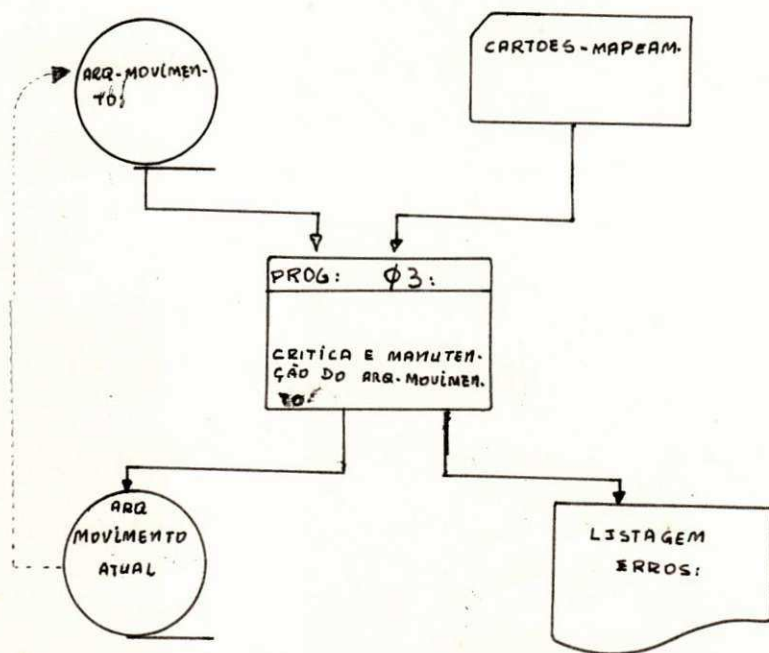 ARQ-MOVIMEN-
TO:
CARTOES-MAPEAM.
PROG: Ø3:
CRITICA E MANUTEN-
ÇÃO DO ARQ-MOVIMEN.
TO:
ARQ
MOVIMENTO
ATUAL
LISTAGEM
ERROS: